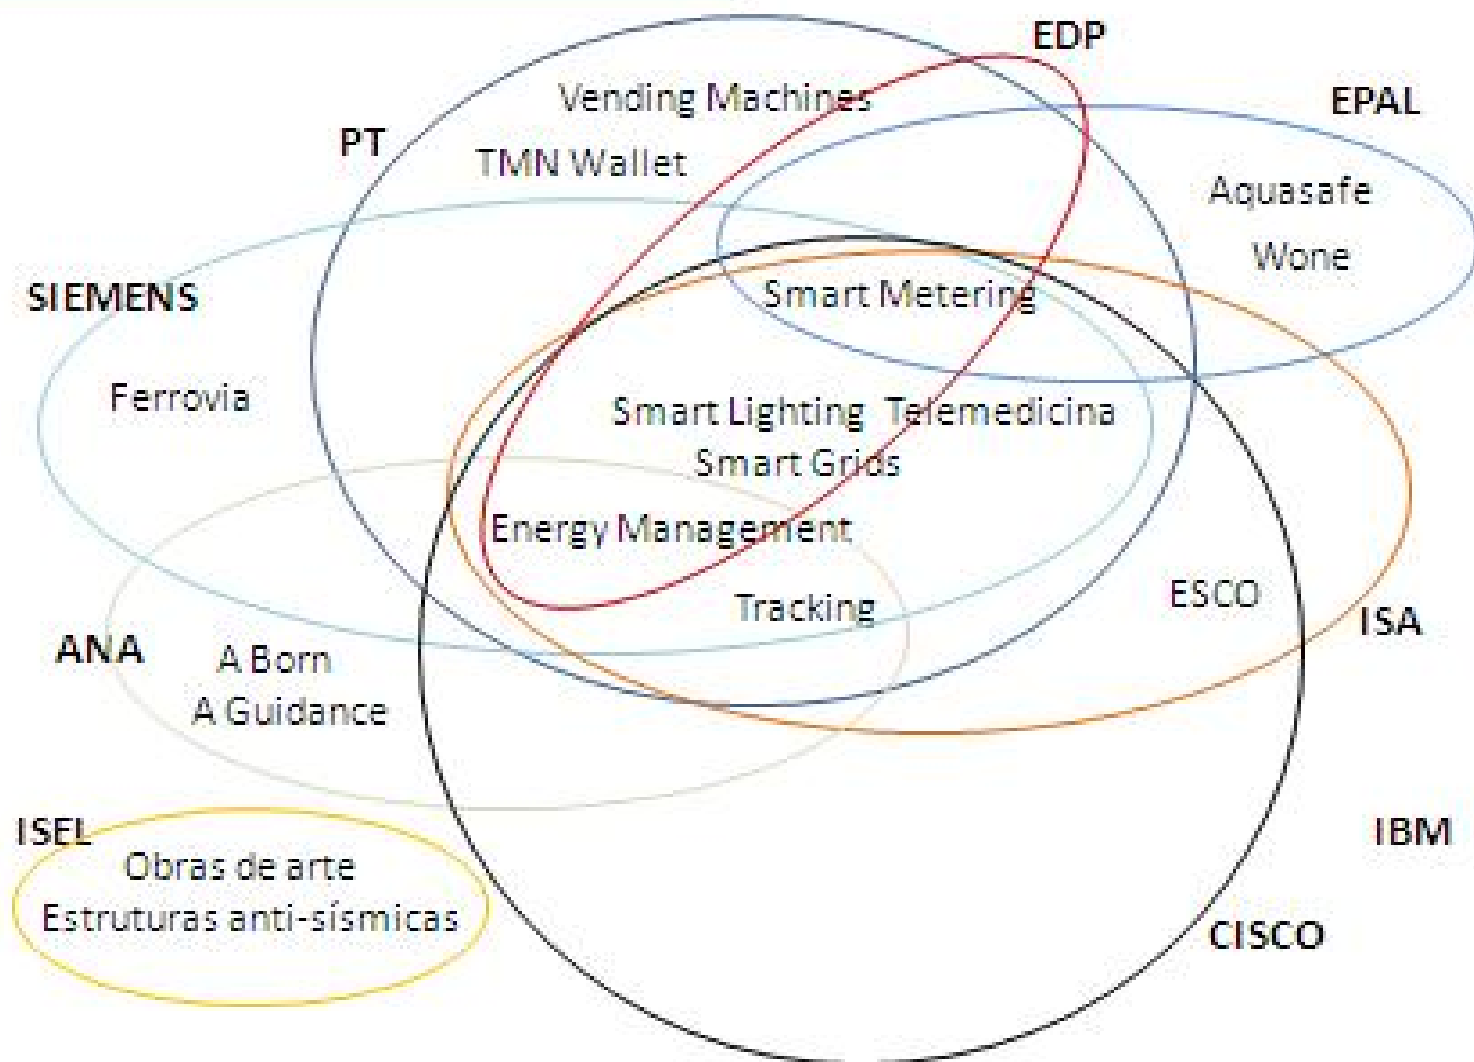 EDP
Vending Machines
EPAL
PT
TMN Wallet
Aquasafe
Wone
SIEMENS
Smart Metering
Ferrovia
Smart Lighting Telemedicina
Smart Grids
Energy Management
ESCO
Tracking
ISA
ANA
A Born
A Guidance
ISEL
IBM
Obras de arte
Estruturas anti-sísmicas
CISCO